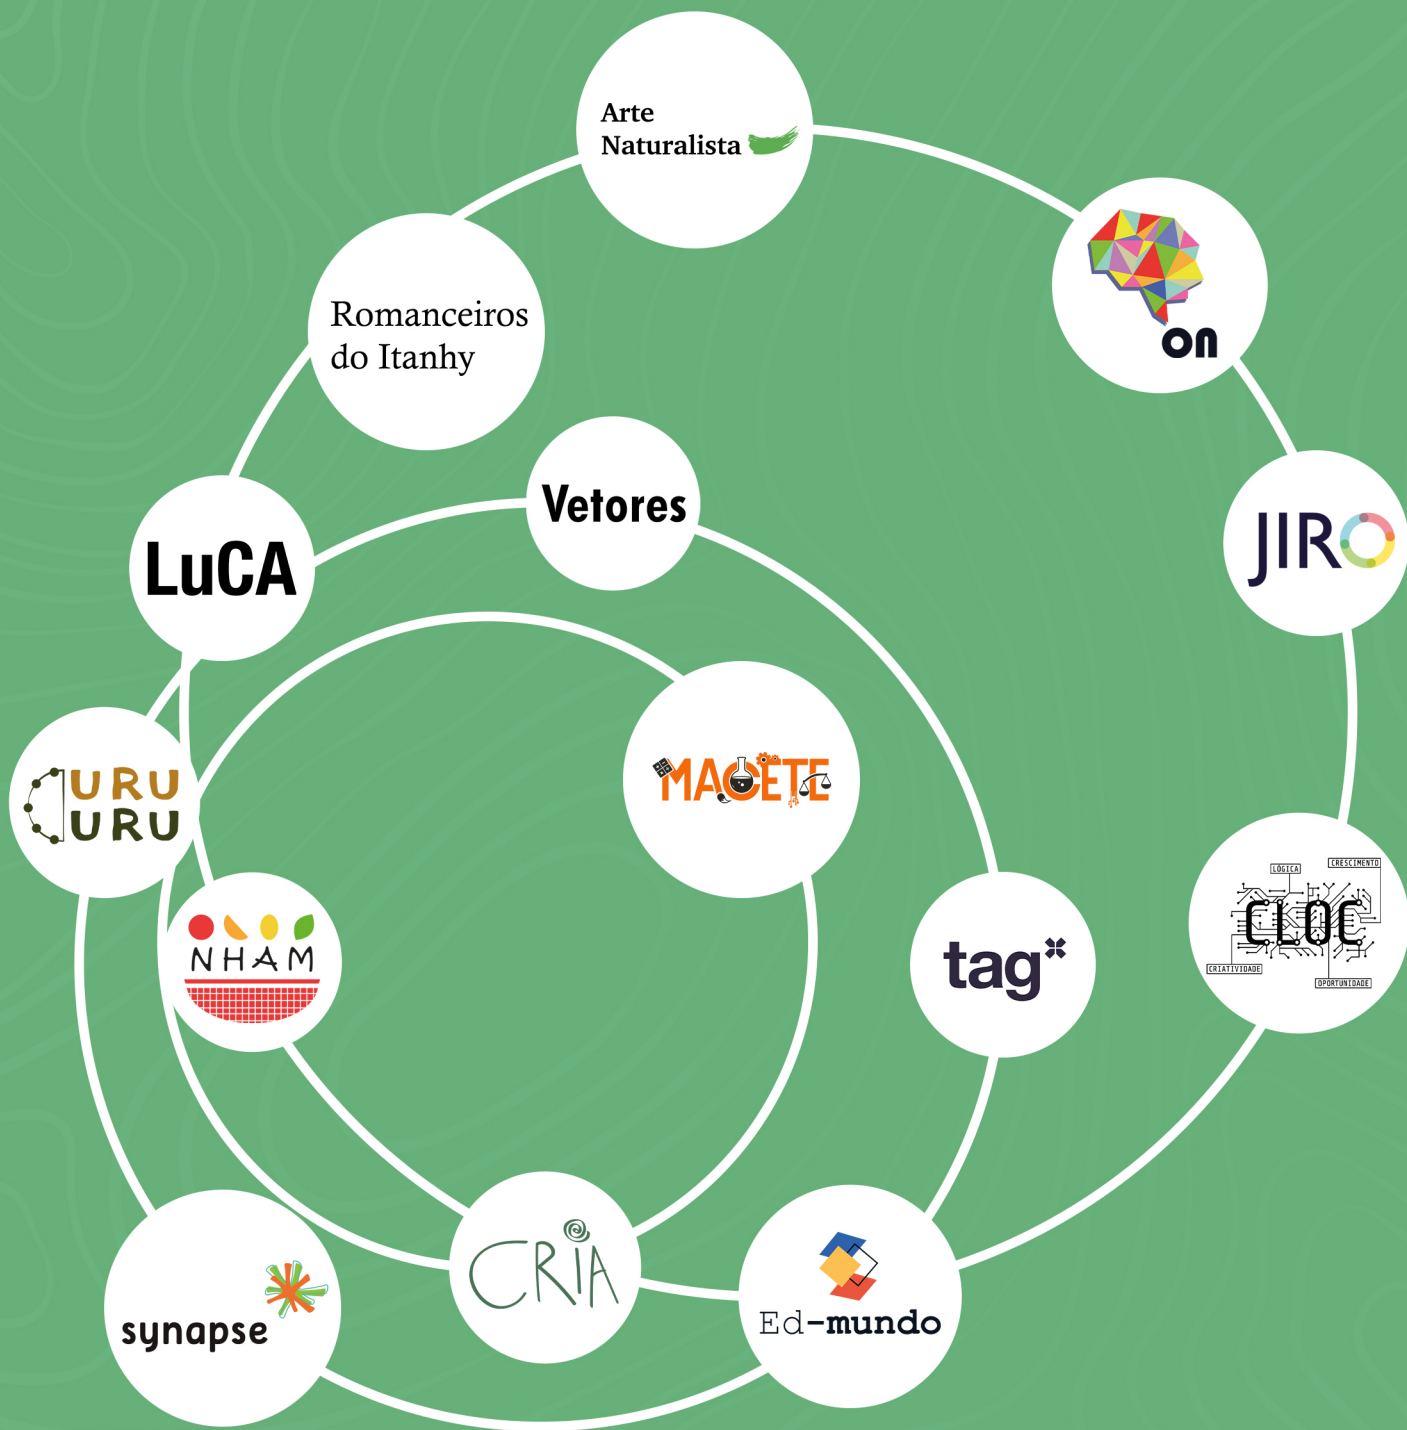 Arte
Naturalista
on
Romanceiros
do Itanhy
Vetores
LuCA
JIRO
MACETE
CURU
URU
LÓGICA
CRESCIMENTO
CLOC
CRIATIVIDADE
OPORTUNIDADE
NHAM
tag*
CRIA
synapse
Ed-mundo